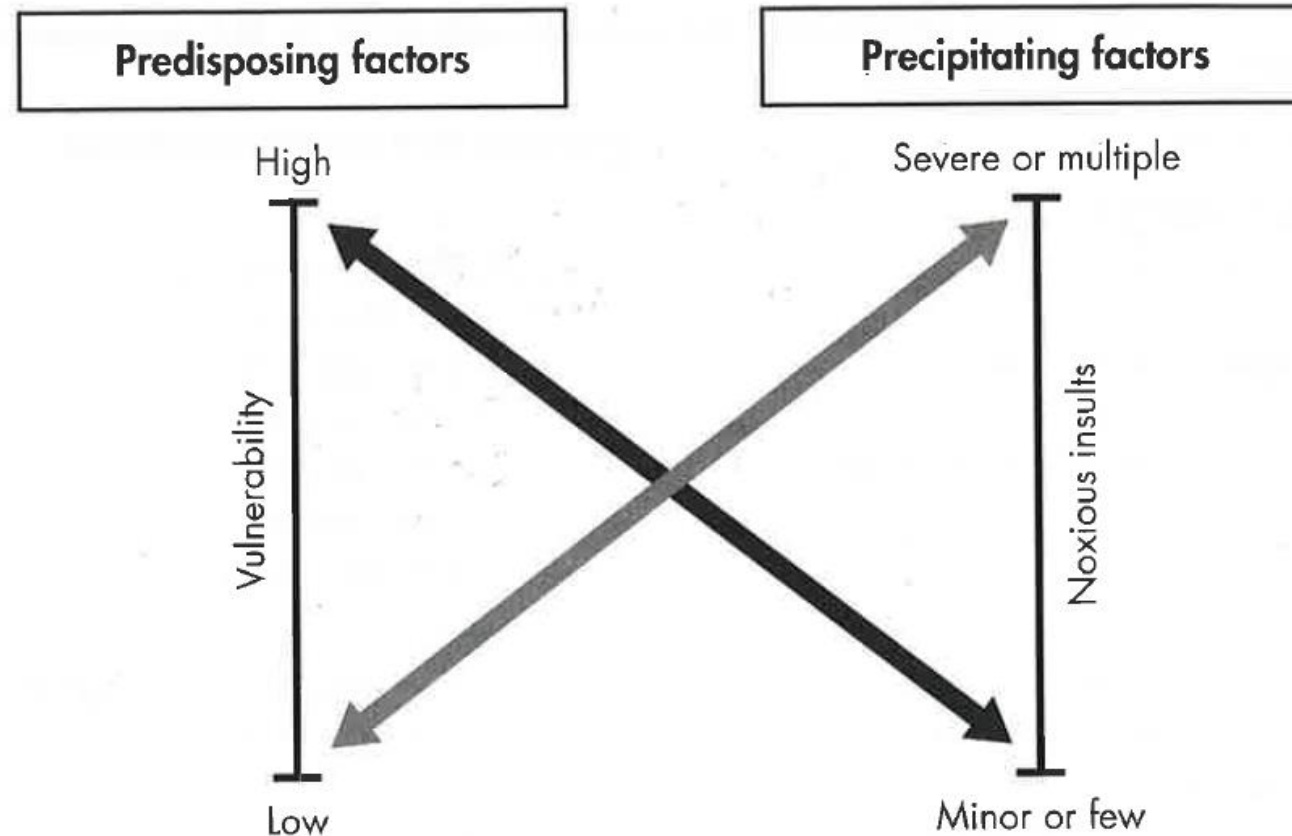 Predisposing factors
Precipitating factors
High
Severe or multiple
Vulnerability
Noxious insults
Low
Minor or few